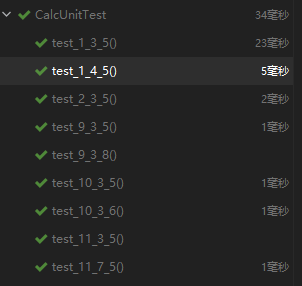 CalcUnitTest 34毫秒
test_1_3_5() 23毫秒
test_1_4_5() 5毫秒
test_2_3_5() 2毫秒
test_9_3_5() 1毫秒
test_9_3_8()
test_10_3_5() 1毫秒
test_10_3_6() 1毫秒
test_11_3_5()
test_11_7_5() 1毫秒